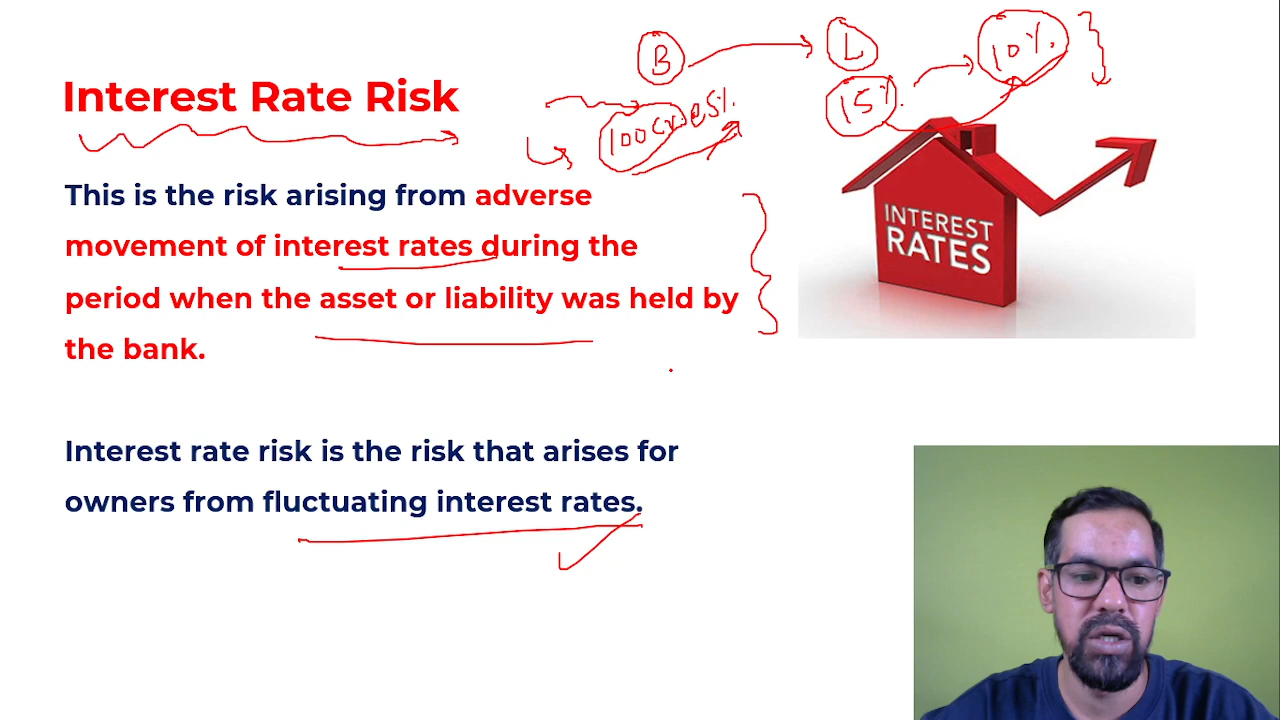 B
L
10%.
Interest Rate Risk
100Cr.@5%.
15%.
This is the risk arising from adverse
movement of interest rates during the
period when the asset or liability was held by
the bank.
INTEREST
RATES
Interest rate risk is the risk that arises for
owners from fluctuating interest rates.